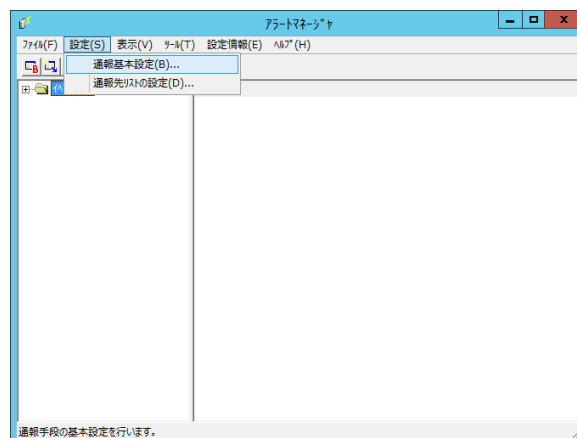 ｱﾗｰﾄﾏﾈｰｼﾞｬ
ﾌｧｲﾙ(F) 設定(S) 表示(V) ﾂｰﾙ(T) 設定情報(E) ﾍﾙﾌﾟ(H)
通報基本設定(B)...
通報先ﾘｽﾄの設定(D)...
通報手段の基本設定を行います。